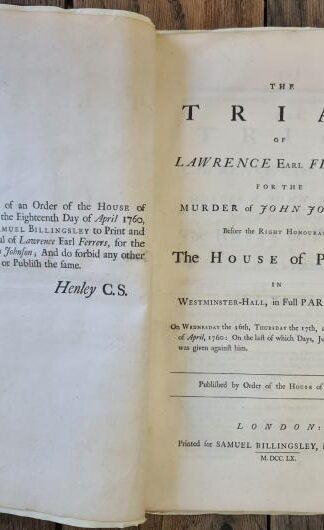 of an Order of the HOUSE of
the Eighteenth Day of April 1760,
MUEL BILLINGSLEY to Print and
al of Lawrence Earl Ferrers, for the
Johnson; And do forbid any other
or Publish the same.
Henley C.S.
THE
TRIA
OF
LAWRENCE EARL FE
FOR THE
MURDER of JOHN JO
Before the RIGHT HONOURA
The HOUSE of P
IN
WESTMINSTER-HALL, in Full PAR
On WEDNESDAY the 16th, THURSDAY the 17th,
of April, 1760: On the last of which Days, Ju
was given against him.
Published by Order of the HOUSE of
LONDON:
Printed for SAMUEL BILLINGSLEY,
M.DCC.LX.